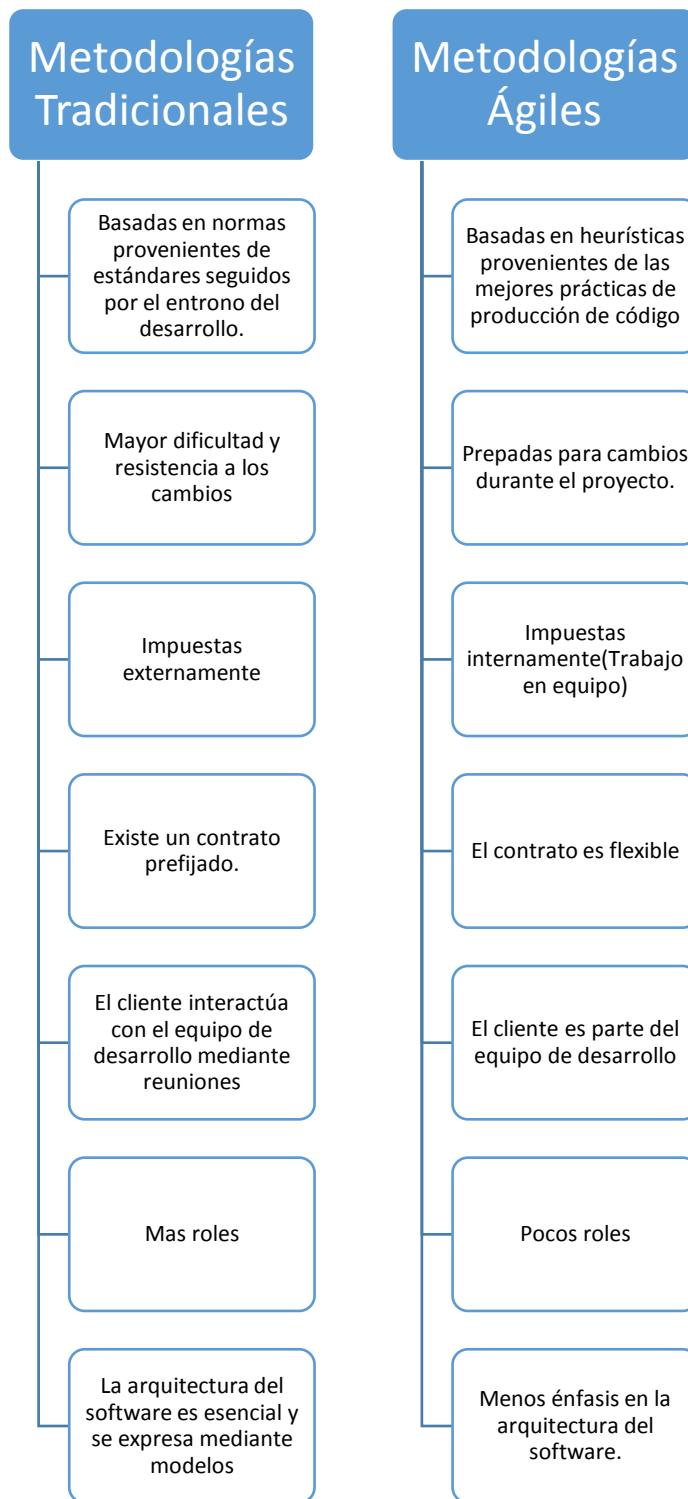 Metodologías
Tradicionales
Basadas en normas
provenientes de
estándares seguidos
por el entrono del
desarrollo.
Mayor dificultad y
resistencia a los
cambios
Impuestas
externamente
Existe un contrato
prefijado.
El cliente interactúa
con el equipo de
desarrollo mediante
reuniones
Mas roles
La arquitectura del
software es esencial y
se expresa mediante
modelos
Metodologías
Ágiles
Basadas en heurísticas
provenientes de las
mejores prácticas de
producción de código
Prepadas para cambios
durante el proyecto.
Impuestas
internamente(Trabajo
en equipo)
El contrato es flexible
El cliente es parte del
equipo de desarrollo
Pocos roles
Menos énfasis en la
arquitectura del
software.